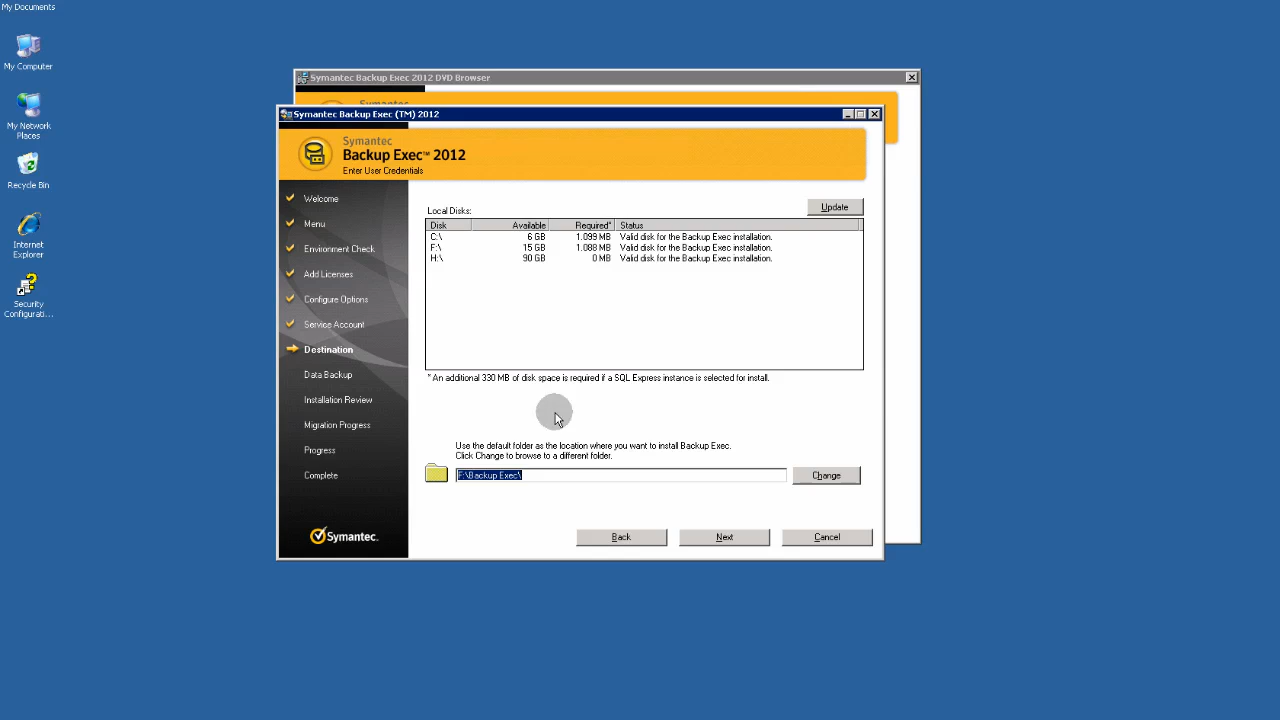 My Documents
My Computer
My Network
Places
Recycle Bin
Internet
Explorer
Security
Configurati...
Symantec Backup Exec 2012 DVD Browser
Symantec Backup Exec (TM) 2012
Symantec
Backup Exec™ 2012
Enter User Credentials
Welcome
Menu
Environment Check
Add Licenses
Configure Options
Service Account
Destination
Data Backup
Installation Review
Migration Progress
Progress
Complete
Symantec.
Local Disks:
Update
Disk Available Required* Status
C:\ 6 GB 1.099 MB Valid disk for the Backup Exec installation.
F:\ 15 GB 1.088 MB Valid disk for the Backup Exec installation.
H:\ 90 GB 0 MB Valid disk for the Backup Exec installation.
* An additional 330 MB of disk space is required if a SQL Express instance is selected for install.
Use the default folder as the location where you want to install Backup Exec.
Click Change to browse to a different folder.
F:\Backup Exec\
Change
Back
Next
Cancel